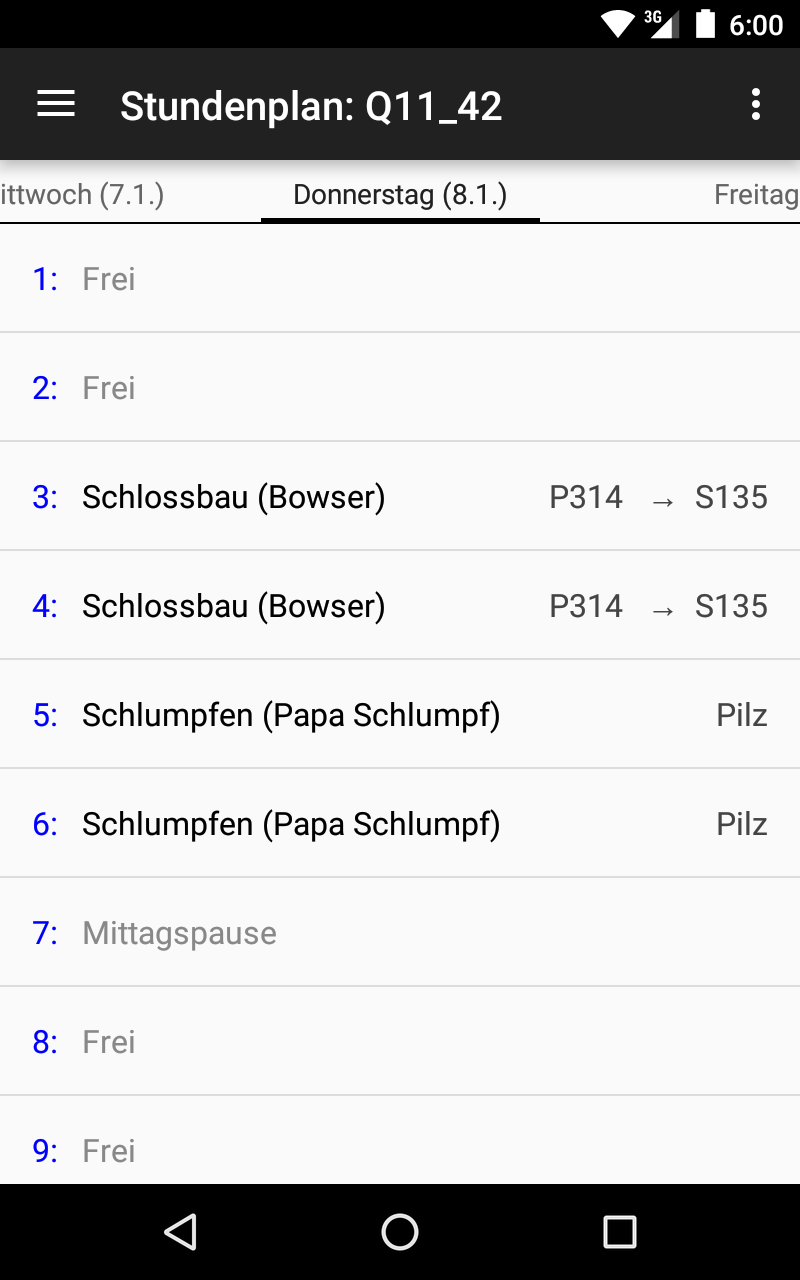 3G 6:00
Stundenplan: Q11_42
ittwoch (7.1.) Donnerstag (8.1.) Freitag
1: Frei
2: Frei
3: Schlossbau (Bowser) P314 → S135
4: Schlossbau (Bowser) P314 → S135
5: Schlumpfen (Papa Schlumpf) Pilz
6: Schlumpfen (Papa Schlumpf) Pilz
7: Mittagspause
8: Frei
9: Frei